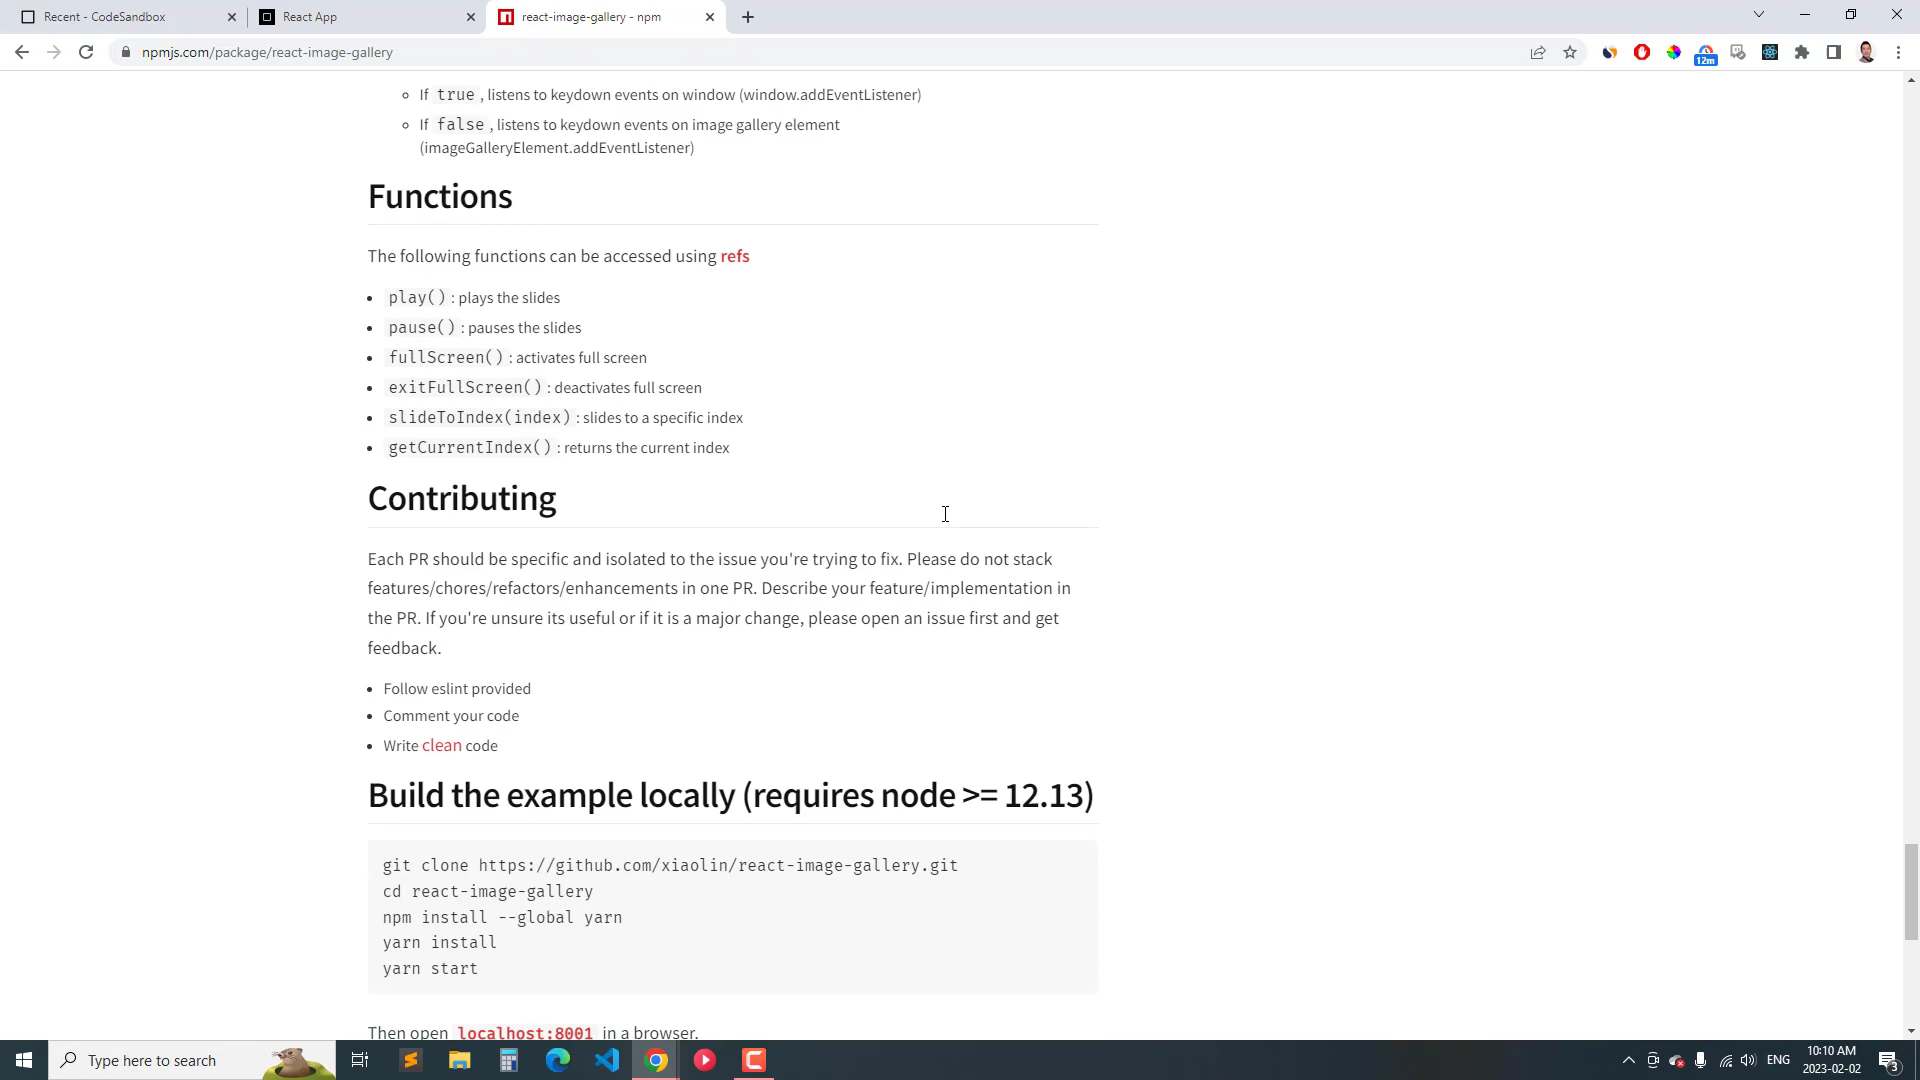 Recent - CodeSandbox
React App
react-image-gallery - npm
npmjs.com/package/react-image-gallery
12m
If true , listens to keydown events on window (window.addEventListener)
If false , listens to keydown events on image gallery element
(imageGalleryElement.addEventListener)
Functions
The following functions can be accessed using refs
play() : plays the slides
pause() : pauses the slides
fullScreen() : activates full screen
exitFullScreen() : deactivates full screen
slideToIndex(index) : slides to a specific index
getCurrentIndex() : returns the current index
Contributing
Each PR should be specific and isolated to the issue you're trying to fix. Please do not stack
features/chores/refactors/enhancements in one PR. Describe your feature/implementation in
the PR. If you're unsure its useful or if it is a major change, please open an issue first and get
feedback.
Follow eslint provided
Comment your code
Write clean code
Build the example locally (requires node >= 12.13)
git clone https://github.com/xiaolin/react-image-gallery.git
cd react-image-gallery
npm install --global yarn
yarn install
yarn start
Then open localhost:8001 in a browser.
Type here to search
ENG
10:10 AM
2023-02-02
3